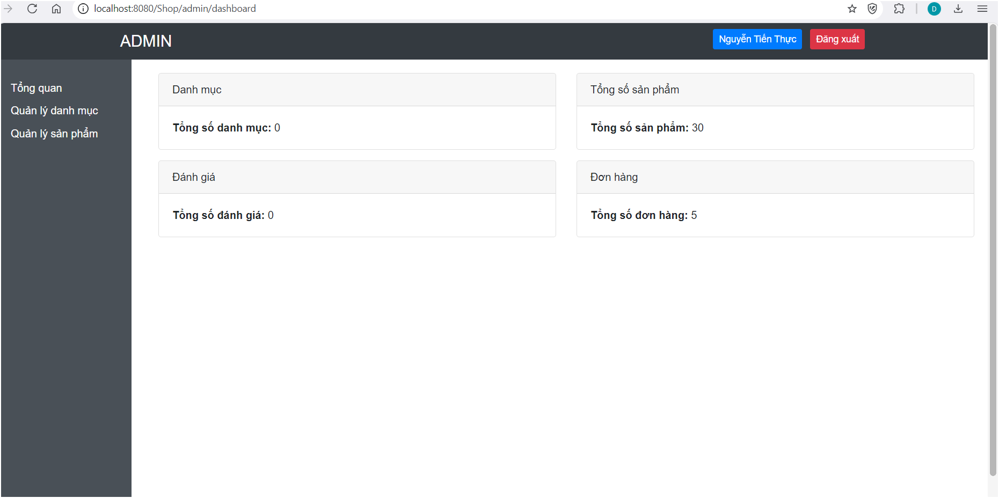 localhost:8080/Shop/admin/dashboard
D
ADMIN
Nguyễn Tiến Thực
Đăng xuất
Tổng quan
Quản lý danh mục
Quản lý sản phẩm
Danh mục
Tổng số danh mục: 0
Tổng số sản phẩm
Tổng số sản phẩm: 30
Đánh giá
Tổng số đánh giá: 0
Đơn hàng
Tổng số đơn hàng: 5